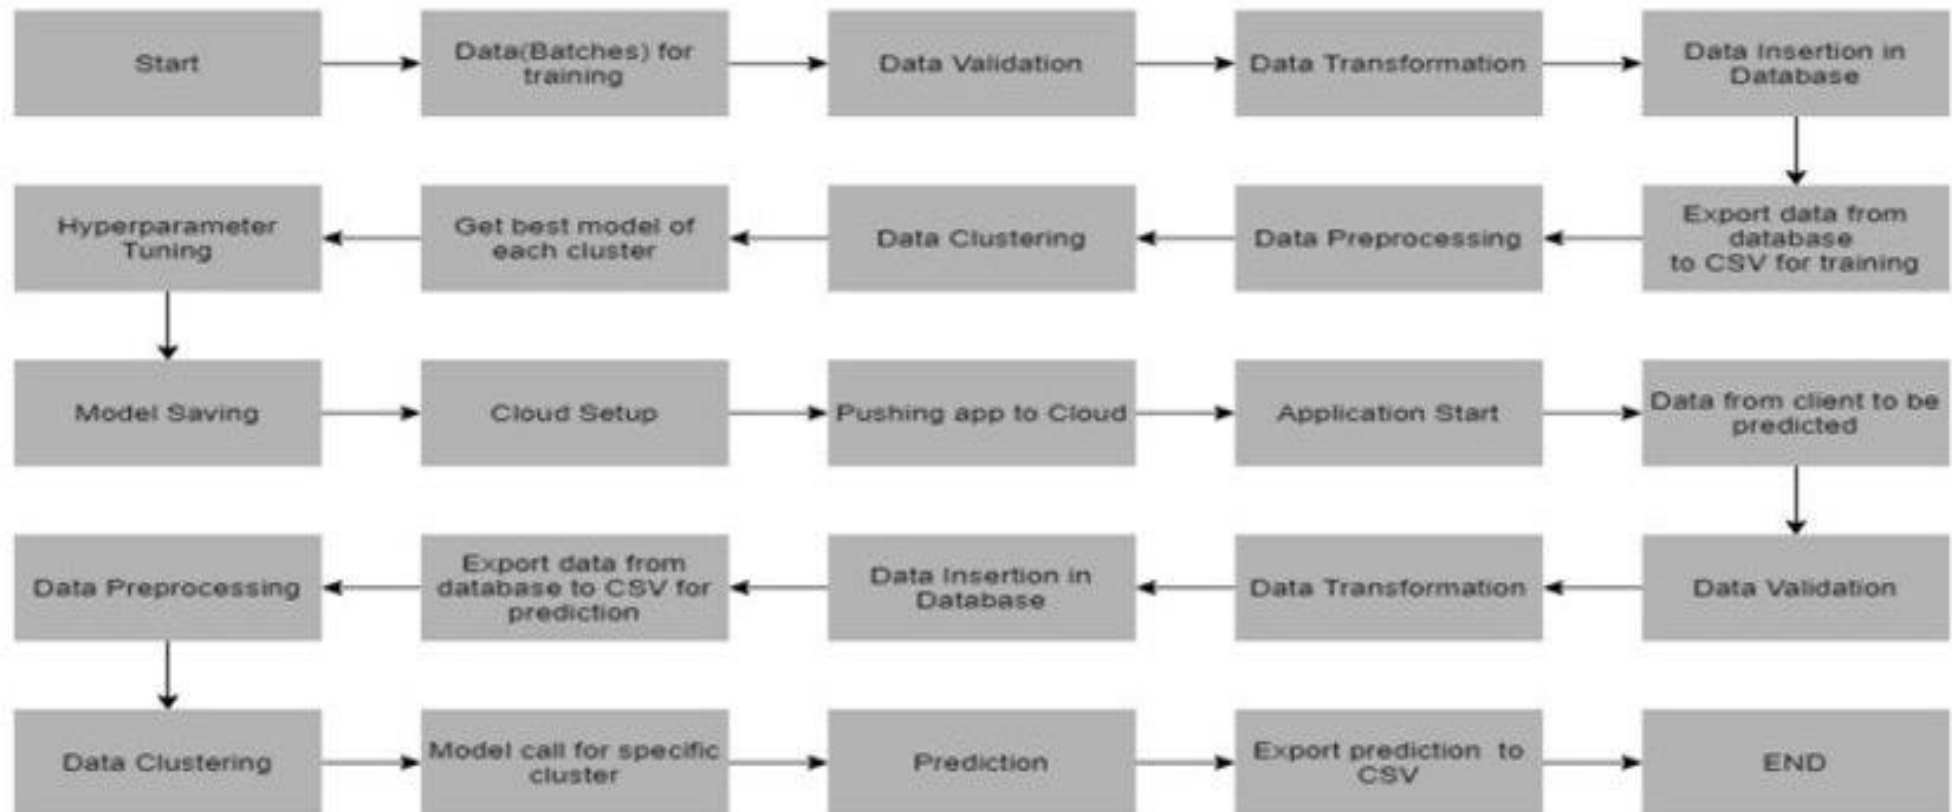 Start
Data(Batches) for
training
Data Validation
Data Transformation
Data Insertion in
Database
Export data from
database
to CSV for training
Data Preprocessing
Data Clustering
Get best model of
each cluster
Hyperparameter
Tuning
Model Saving
Cloud Setup
Pushing app to Cloud
Application Start
Data from client to be
predicted
Data Validation
Data Transformation
Data Insertion in
Database
Export data from
database to CSV for
prediction
Data Preprocessing
Data Clustering
Model call for specific
cluster
Prediction
Export prediction to
CSV
END